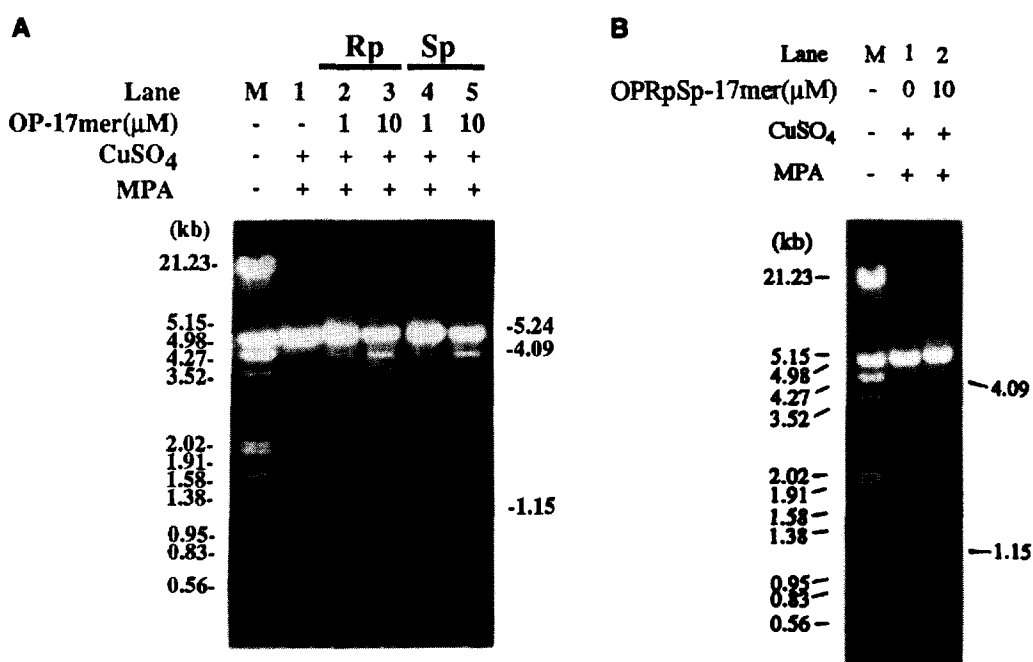 A
Rp Sp
Lane M 1 2 3 4 5
OP-17mer(μM) - - 1 10 1 10
CuSO4 - + + + + +
MPA - + + + + +
(kb)
21.23-
5.15-
4.98-
4.27-
3.52-
2.02-
1.91-
1.58-
1.38-
0.95-
0.83-
0.56-
-5.24
-4.09
-1.15
B
Lane M 1 2
OPRpSp-17mer(μM) - 0 10
CuSO4 - + +
MPA - + +
(kb)
21.23-
5.15-
4.98-
4.27-
3.52-
2.02-
1.91-
1.58-
1.38-
0.95-
0.83-
0.56-
-4.09
-1.15